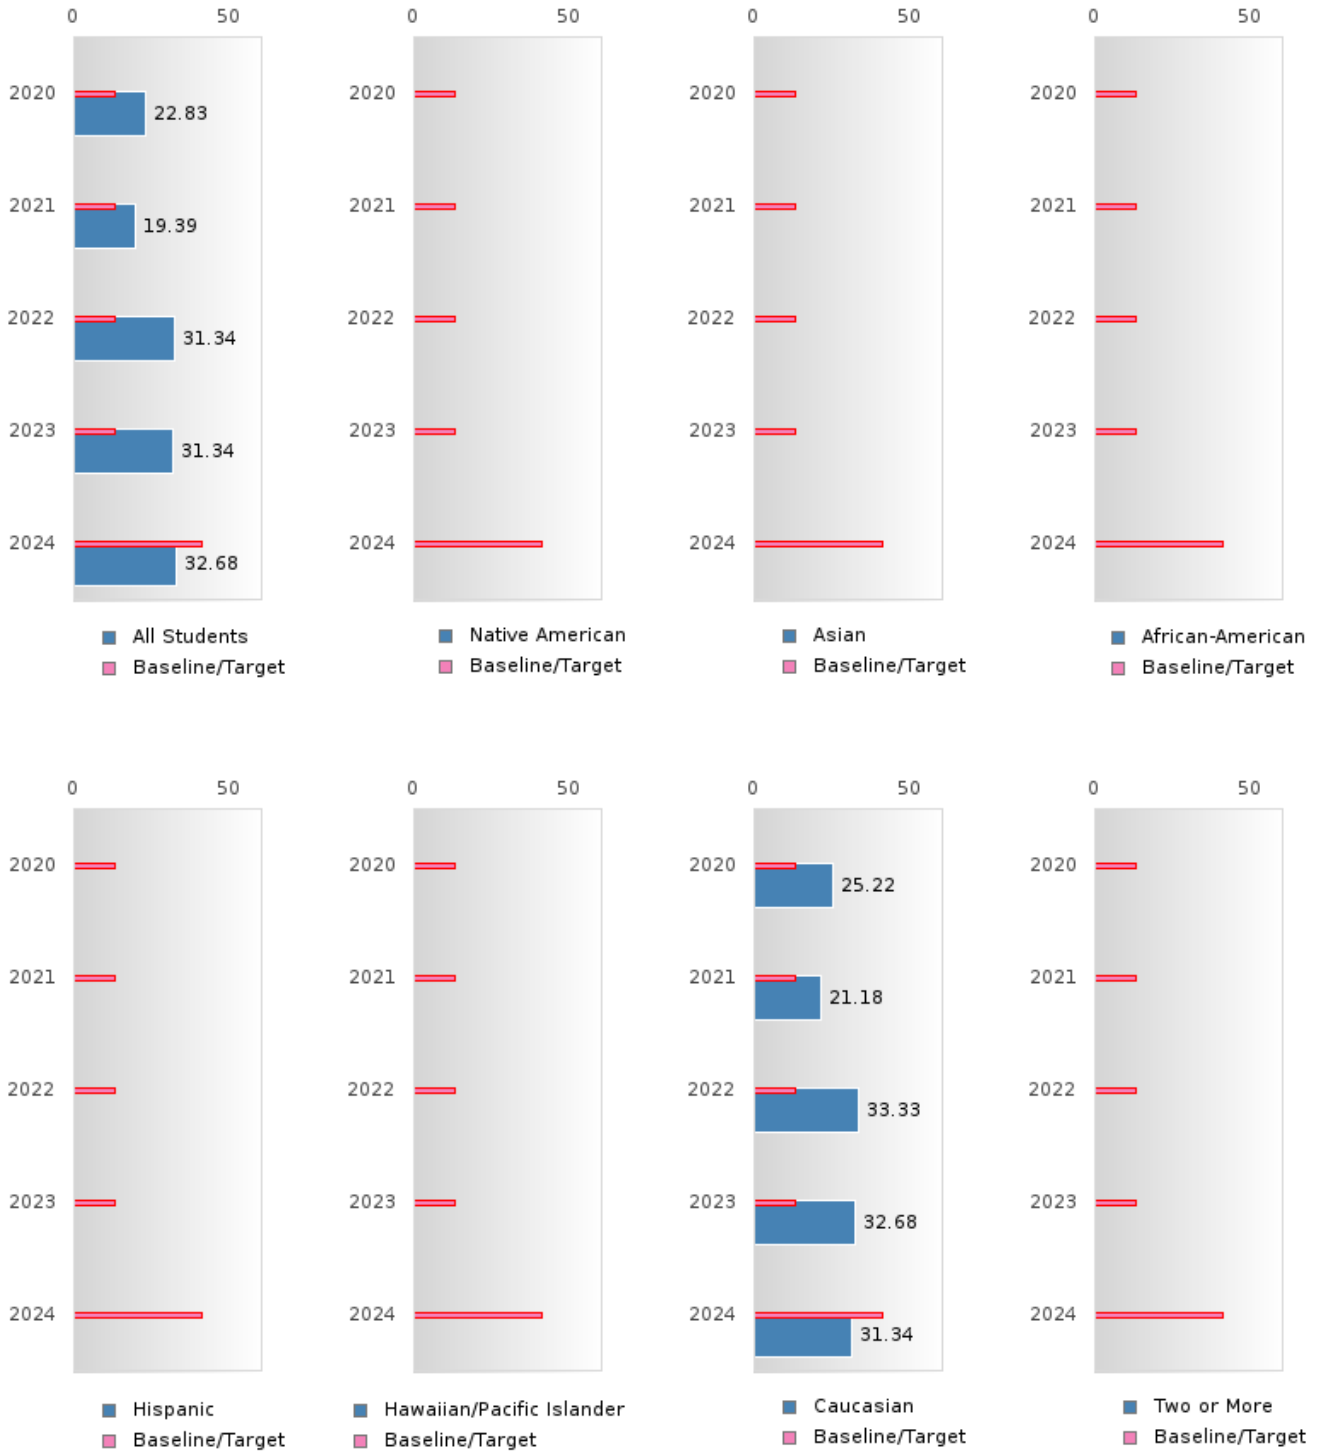 0 50 0 50 0 50 0 50
2020 22.83 2020 2020 2020
2021 19.39 2021 2021 2021
2022 31.34 2022 2022 2022
2023 31.34 2023 2023 2023
2024 32.68 2024 2024 2024
All Students Native American Asian African-American
Baseline/Target Baseline/Target Baseline/Target Baseline/Target
0 50 0 50 0 50 0 50
2020 2020 2020 25.22 2020
2021 2021 2021 21.18 2021
2022 2022 2022 33.33 2022
2023 2023 2023 32.68 2023
2024 2024 2024 31.34 2024
Hispanic Hawaiian/Pacific Islander Caucasian Two or More
Baseline/Target Baseline/Target Baseline/Target Baseline/Target